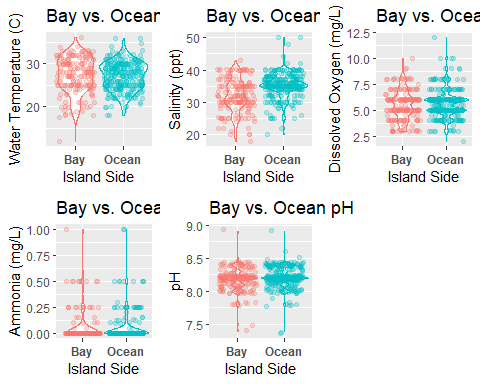 Bay vs. Ocean
Water Temperature (C)
30
20
Bay Ocean
Island Side
Bay vs. Ocean
Salinity (ppt)
50
40
30
20
Bay Ocean
Island Side
Bay vs. Ocea
Dissolved Oxygen (mg/L)
12.5
10.0
7.5
5.0
2.5
Bay Ocean
Island Side
Bay vs. Ocea
Ammonia (mg/L)
1.00
0.75
0.50
0.25
0.00
Bay Ocean
Island Side
Bay vs. Ocean pH
pH
9.0
8.5
8.0
7.5
Bay Ocean
Island Side